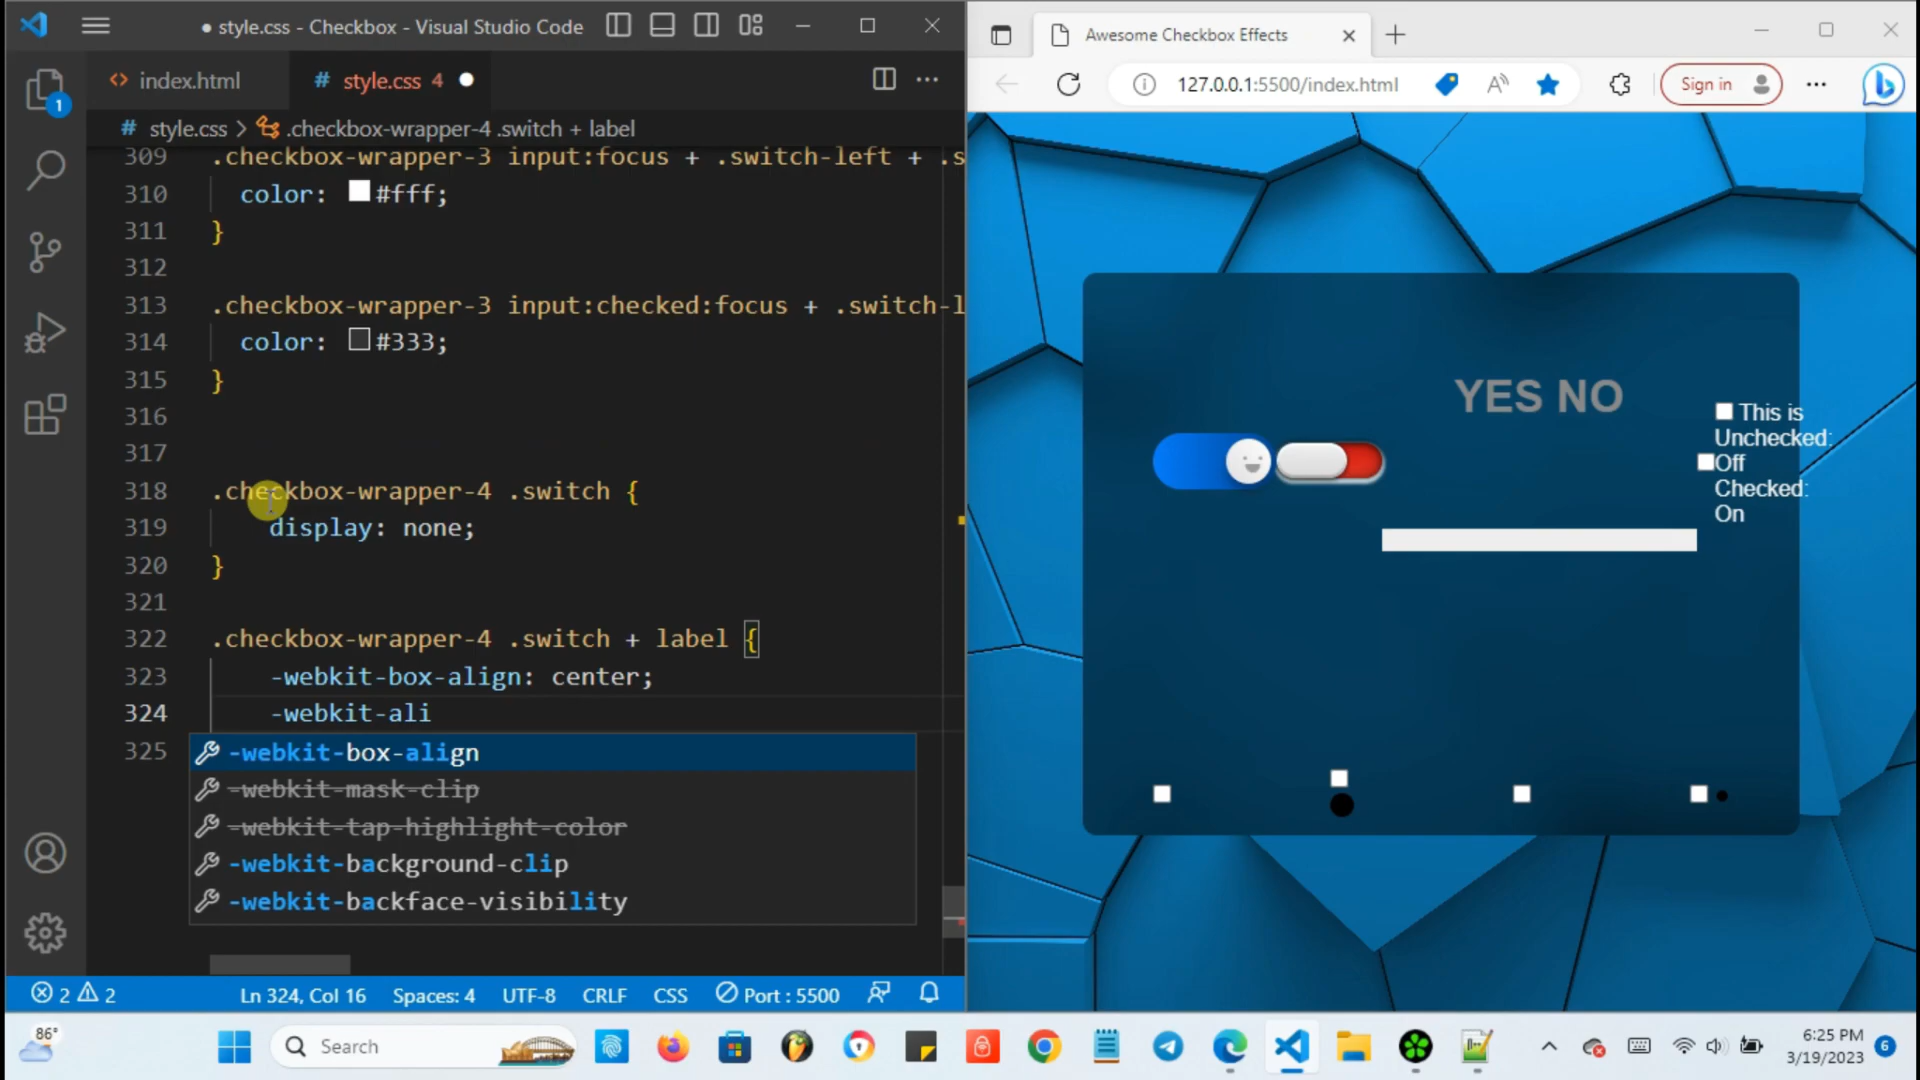 ● style.css - Checkbox - Visual Studio Code
index.html
# style.css 4 ●
# style.css > .checkbox-wrapper-4 .switch + label
309 .checkbox-wrapper-3 input:focus + .switch-left + .s
310 color: #fff;
311 }
312
313 .checkbox-wrapper-3 input:checked:focus + .switch-l
314 color: #333;
315 }
316
317
318 .checkbox-wrapper-4 .switch {
319 display: none;
320 }
321
322 .checkbox-wrapper-4 .switch + label {
323 -webkit-box-align: center;
324 -webkit-ali
325
-webkit-box-align
-webkit-mask-clip
-webkit-tap-highlight-color
-webkit-background-clip
-webkit-backface-visibility
1
2 2 Ln 324, Col 16 Spaces: 4 UTF-8 CRLF CSS Port : 5500
Awesome Checkbox Effects
127.0.0.1:5500/index.html
Sign in
YES NO
This is
Unchecked:
Off
Checked:
On
86°
Search
6:25 PM
3/19/2023
6